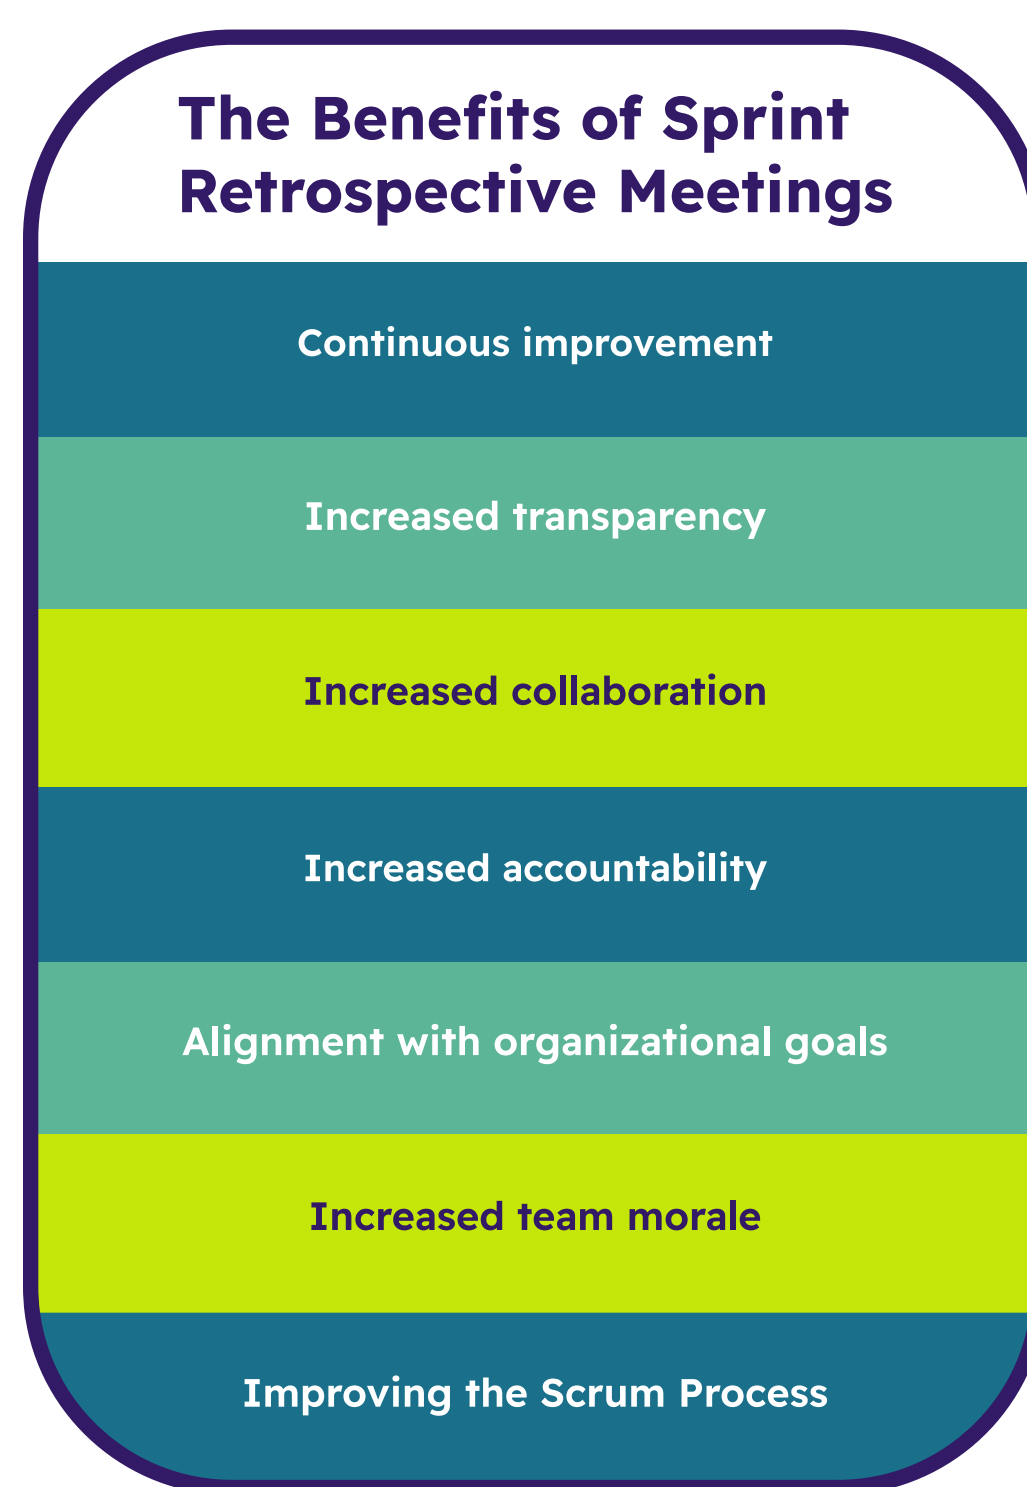 The Benefits of Sprint
Retrospective Meetings
Continuous improvement
Increased transparency
Increased collaboration
Increased accountability
Alignment with organizational goals
Increased team morale
Improving the Scrum Process